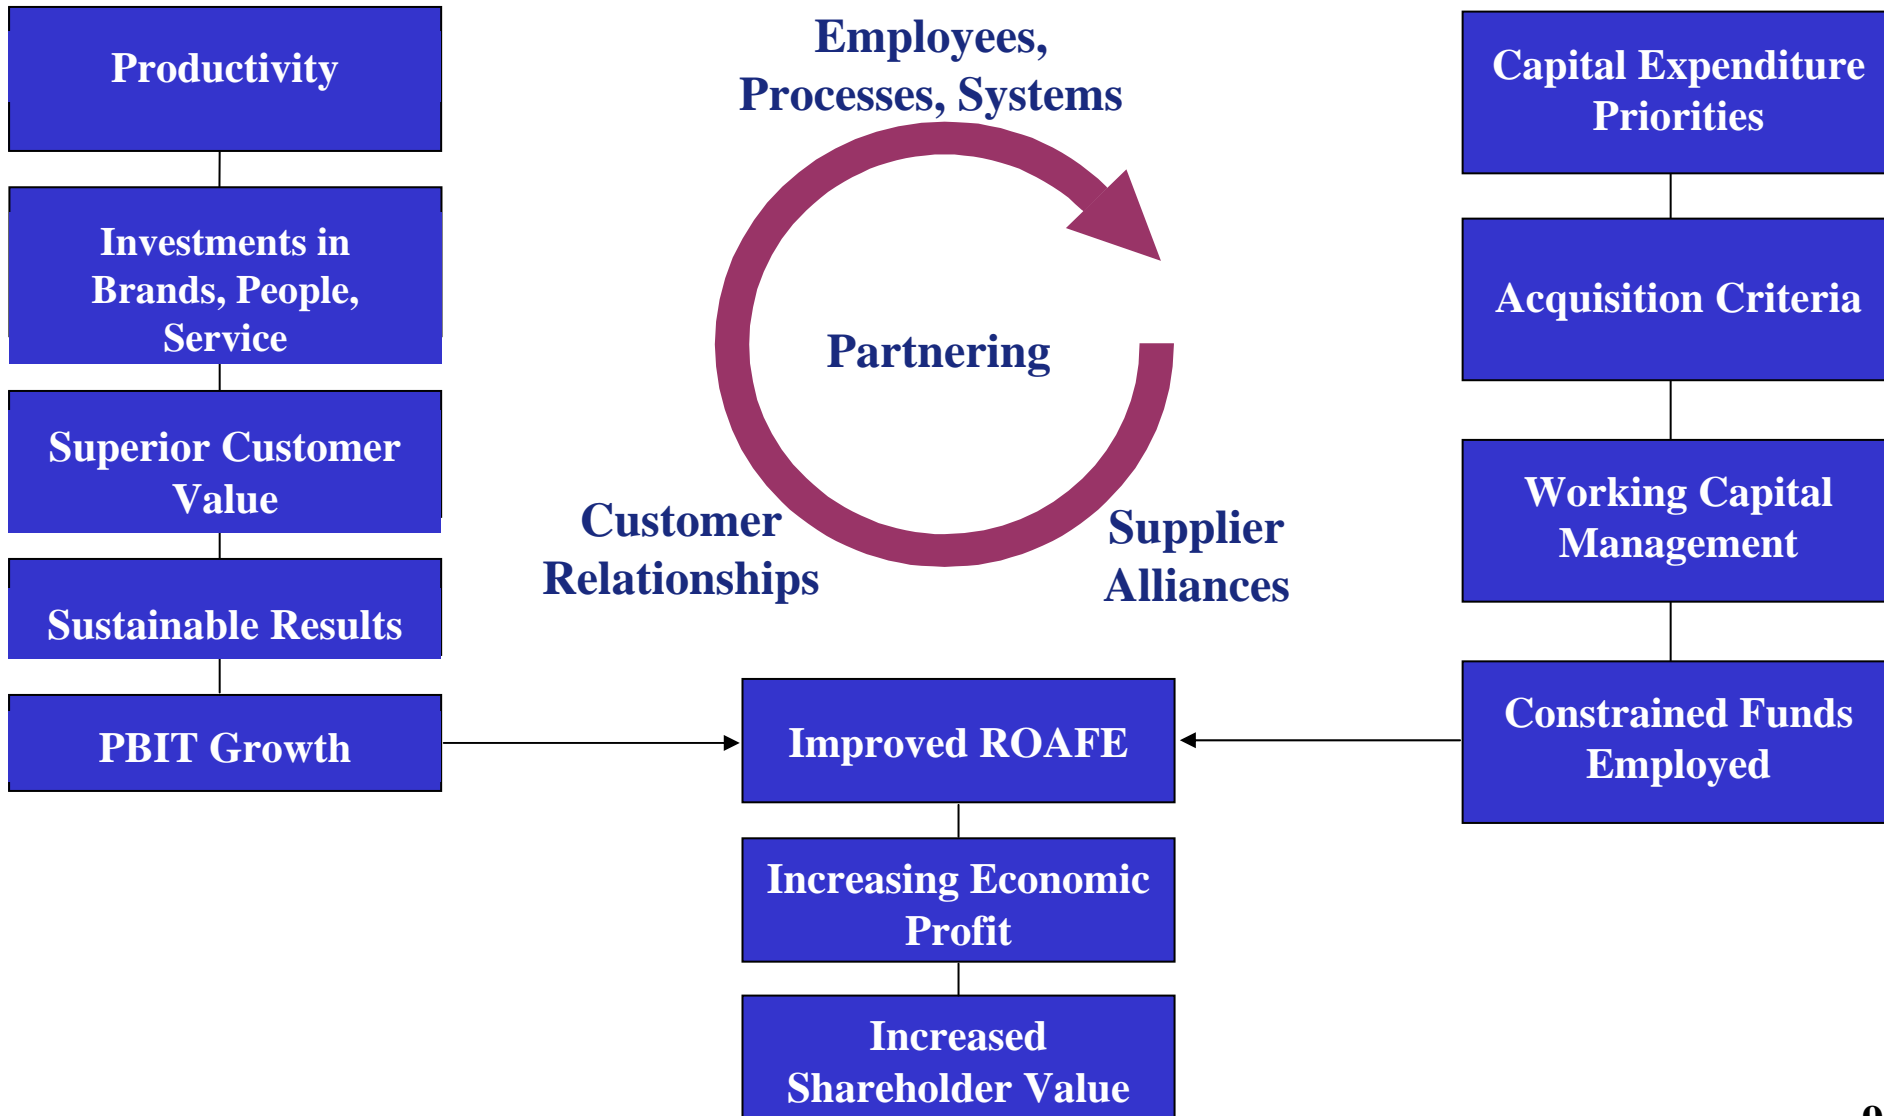 Productivity
Investments in
Brands, People,
Service
Superior Customer
Value
Sustainable Results
PBIT Growth
Employees,
Processes, Systems
Partnering
Customer
Relationships
Supplier
Alliances
Improved ROAFE
Increasing Economic
Profit
Increased
Shareholder Value
Capital Expenditure
Priorities
Acquisition Criteria
Working Capital
Management
Constrained Funds
Employed